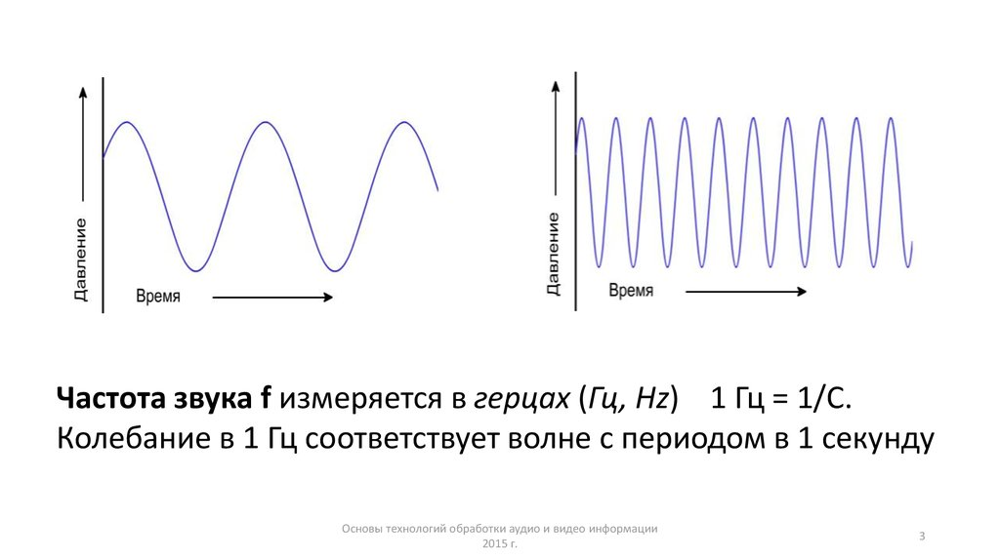 Давление
Время
Давление
Время
Частота звука f измеряется в герцах (Гц, Hz) 1 Гц = 1/С.
Колебание в 1 Гц соответствует волне с периодом в 1 секунду
Основы технологий обработки аудио и видео информации
2015 г.
3